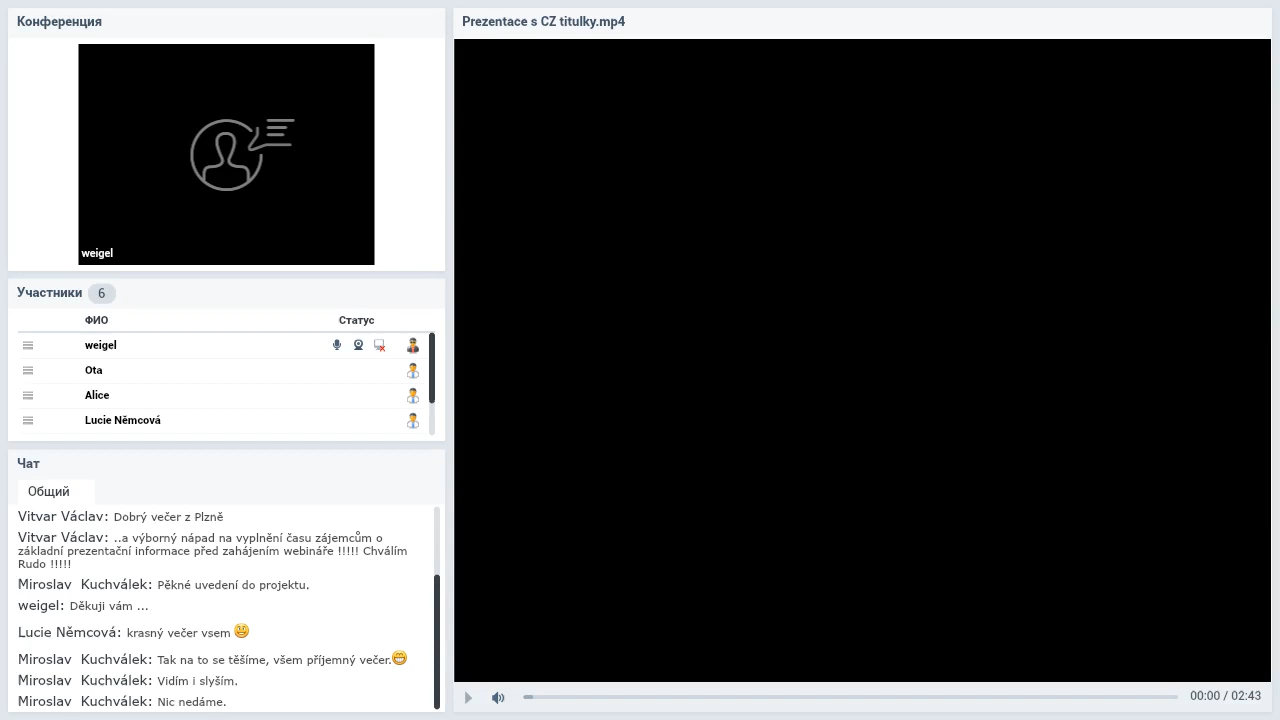 Конференция
weigel
Участники 6
ФИО Статус
weigel
Ota
Alice
Lucie Němcová
Чат
Общий
Vitvar Václav: Dobrý večer z Plzně
Vitvar Václav: ..a výborný nápad na vyplnění času zájemcům o
základní prezentační informace před zahájením webináře !!!!! Chválím
Rudo !!!!!
Miroslav Kuchválek: Pěkné uvedení do projektu.
weigel: Děkuji vám ...
Lucie Němcová: krasný večer vsem
Miroslav Kuchválek: Tak na to se těšíme, všem příjemný večer.
Miroslav Kuchválek: Vidím i slyším.
Miroslav Kuchválek: Nic nedáme.
Prezentace s CZ titulky.mp4
00:00 / 02:43